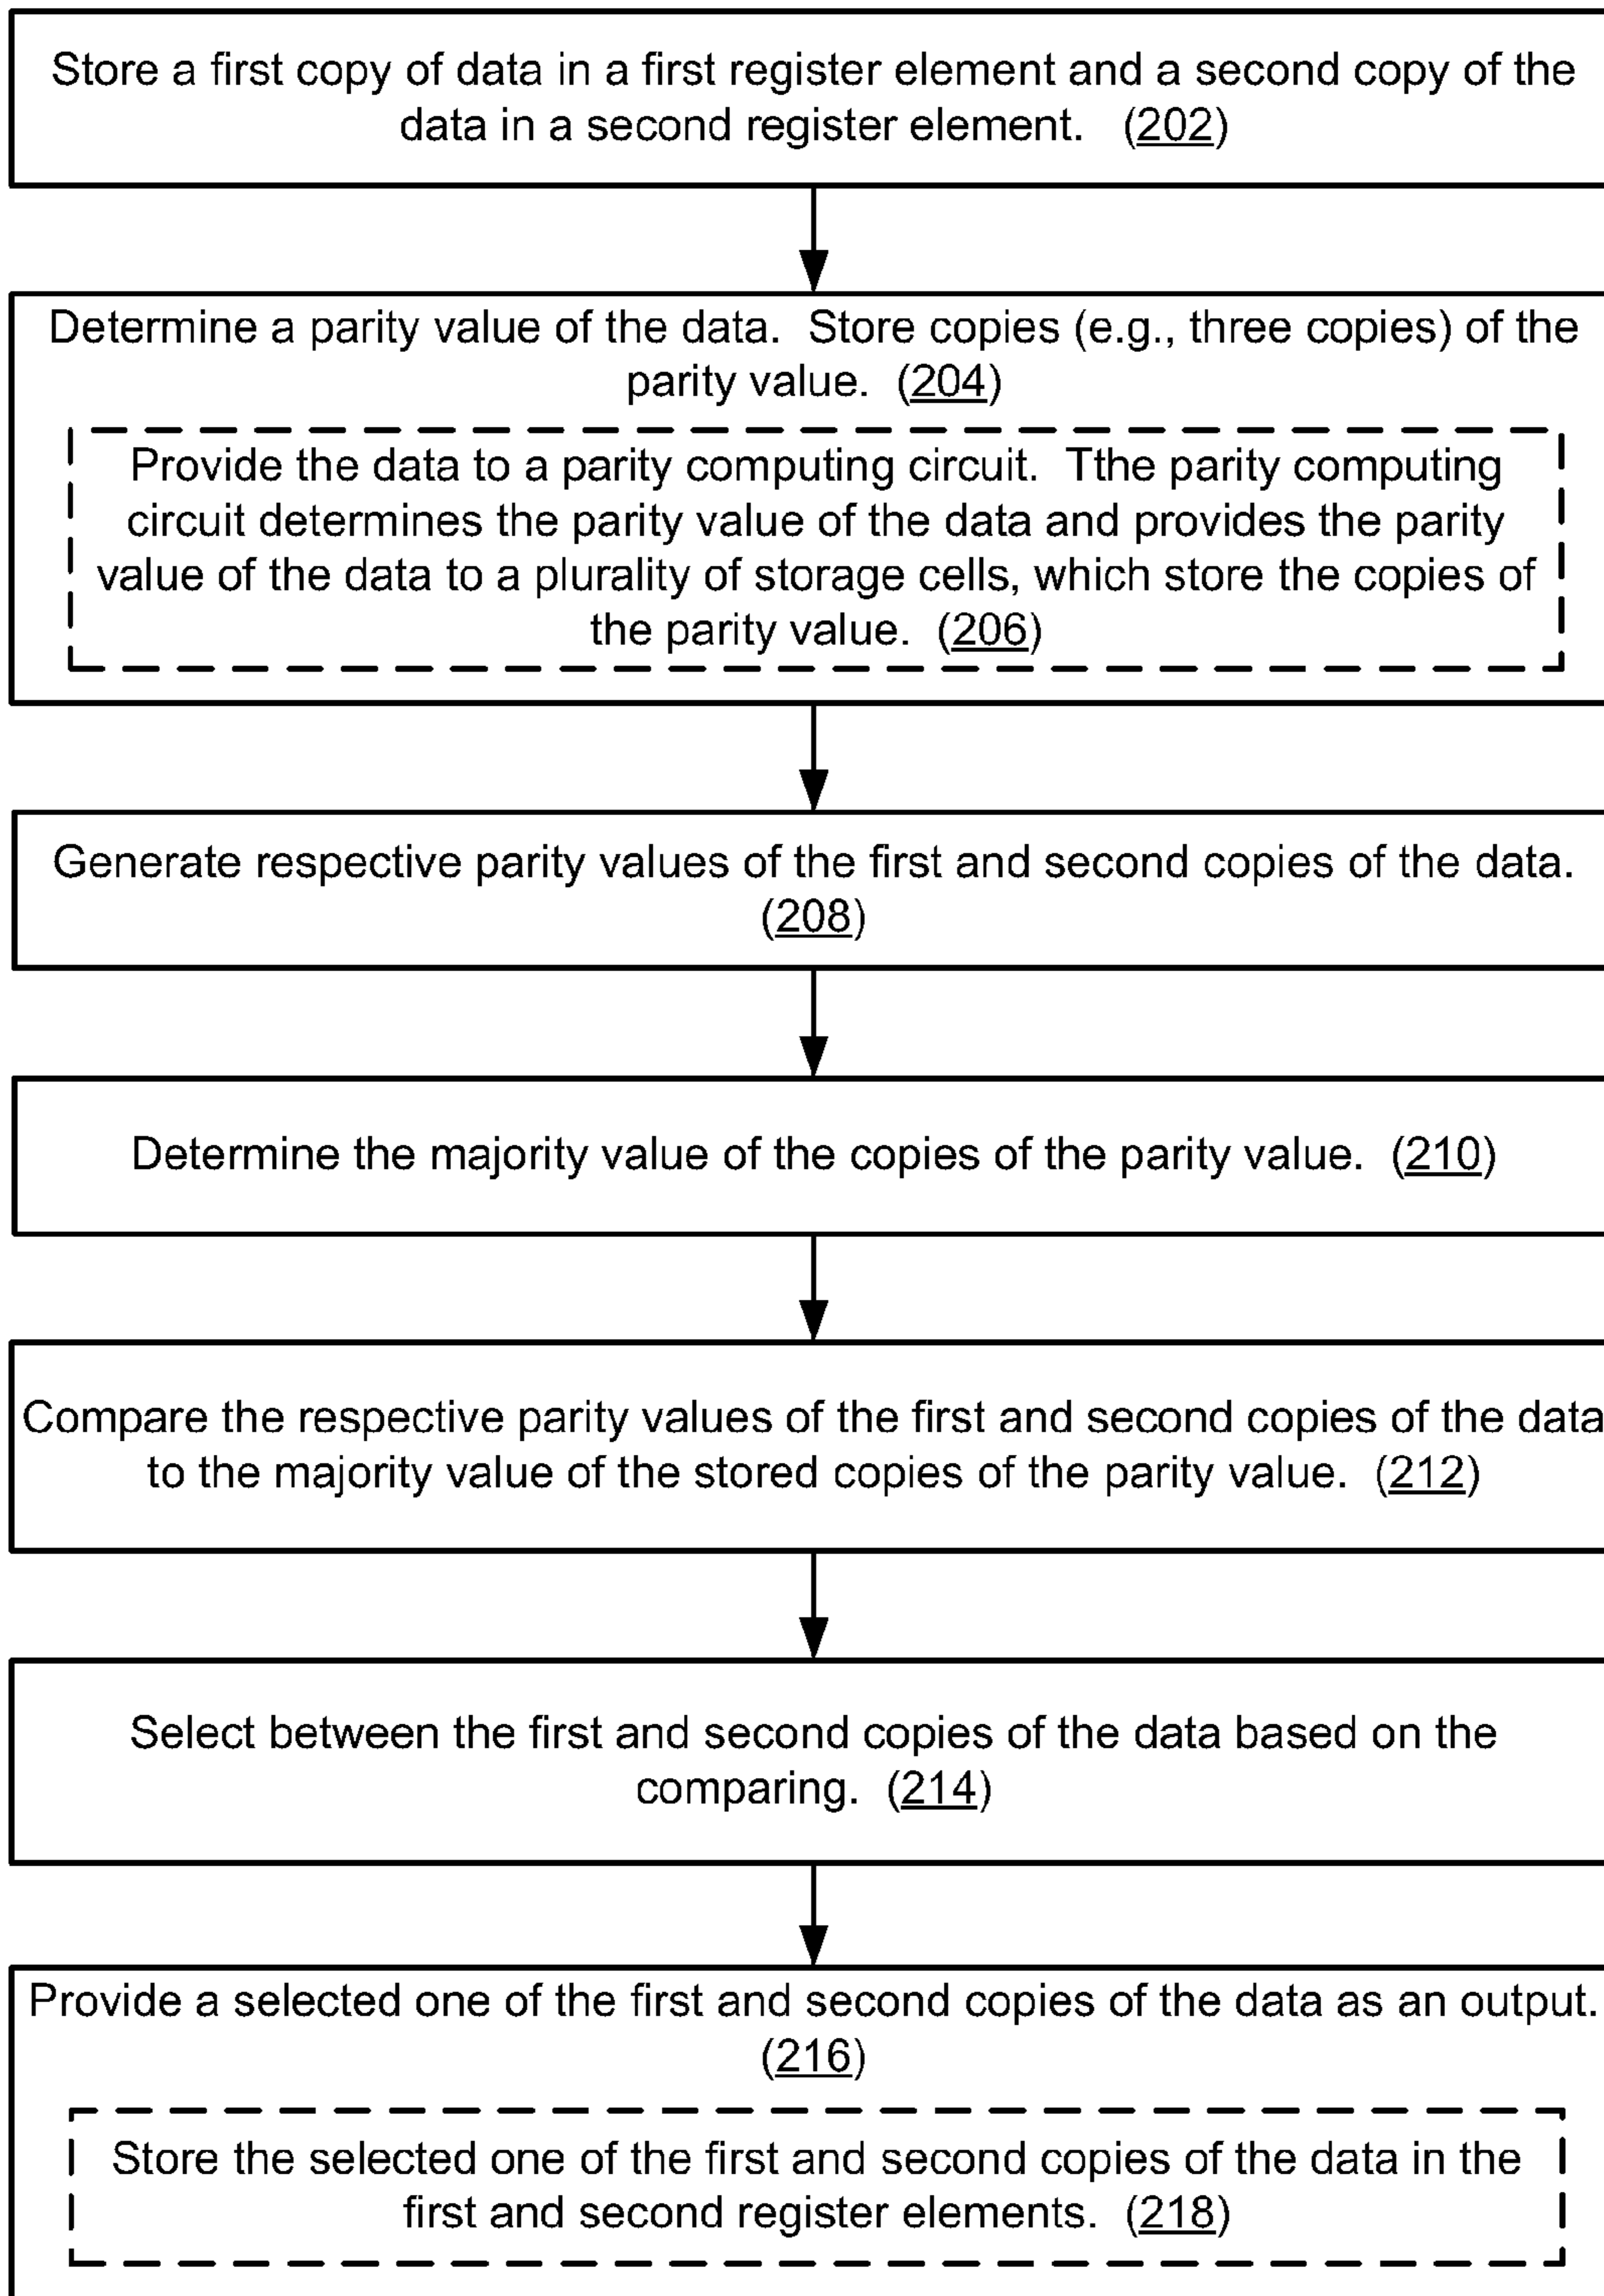 Store a first copy of data in a first register element and a second copy of the
data in a second register element. (202)
Determine a parity value of the data. Store copies (e.g., three copies) of the
parity value. (204)
Provide the data to a parity computing circuit. Tthe parity computing
circuit determines the parity value of the data and provides the parity
value of the data to a plurality of storage cells, which store the copies of
the parity value. (206)
Generate respective parity values of the first and second copies of the data.
(208)
Determine the majority value of the copies of the parity value. (210)
Compare the respective parity values of the first and second copies of the data
to the majority value of the stored copies of the parity value. (212)
Select between the first and second copies of the data based on the
comparing. (214)
Provide a selected one of the first and second copies of the data as an output.
(216)
Store the selected one of the first and second copies of the data in the
first and second register elements. (218)